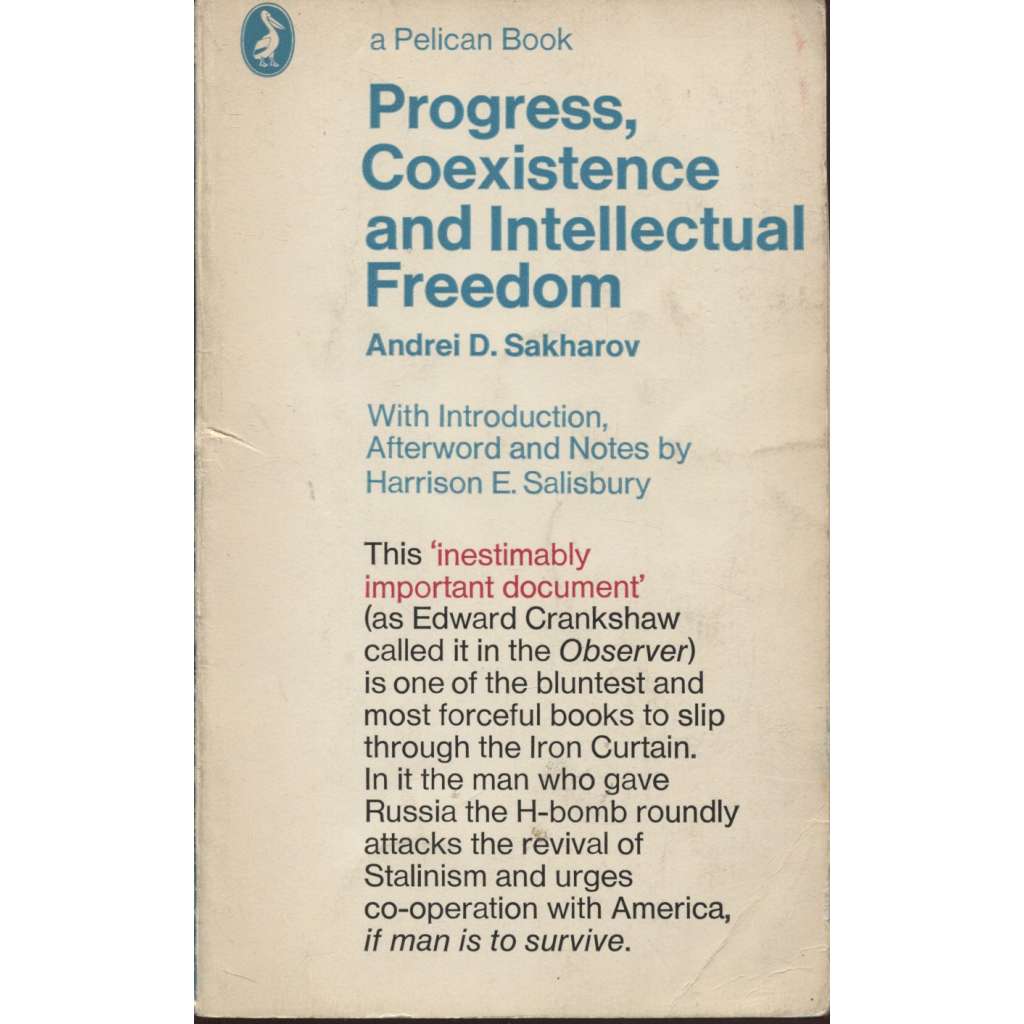 a Pelican Book
Progress,
Coexistence
and Intellectual
Freedom
Andrei D. Sakharov
With Introduction,
Afterword and Notes by
Harrison E. Salisbury
This ‘inestimably
important document’
(as Edward Crankshaw
called it in the Observer)
is one of the bluntest and
most forceful books to slip
through the Iron Curtain.
In it the man who gave
Russia the H-bomb roundly
attacks the revival of
Stalinism and urges
co-operation with America,
if man is to survive.